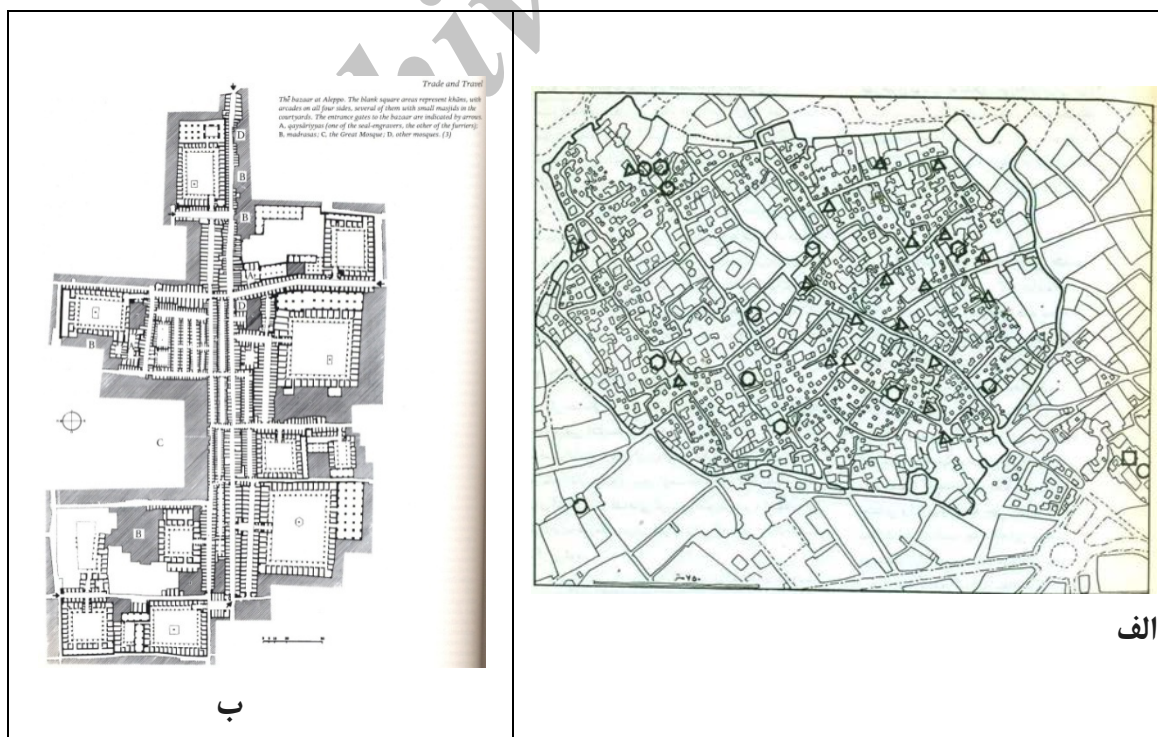 Trade and Travel
The bazaar at Aleppo. The blank square areas represent khāns, with
arcades on all four sides, several of them with small masjids in the
courtyards. The entrance gates to the bazaar are indicated by arrows.
A, qaysāriyyas (one of the seal-engravers, the other of the furriers);
B, madrasas; C, the Great Mosque; D, other mosques. [3]
D
B
B
D
A
B
C
B
ب
۷۵۰ متر
الف